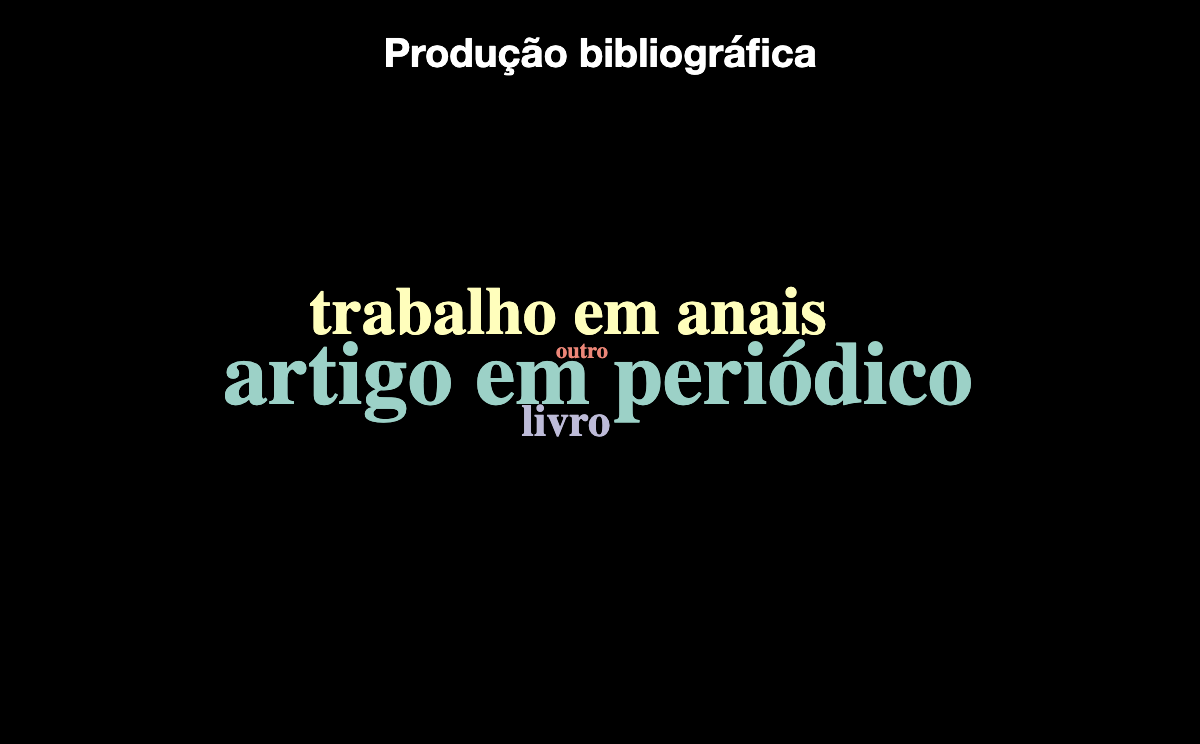 Produção bibliográfica
trabalho em anais
outro
artigo em periódico
livro